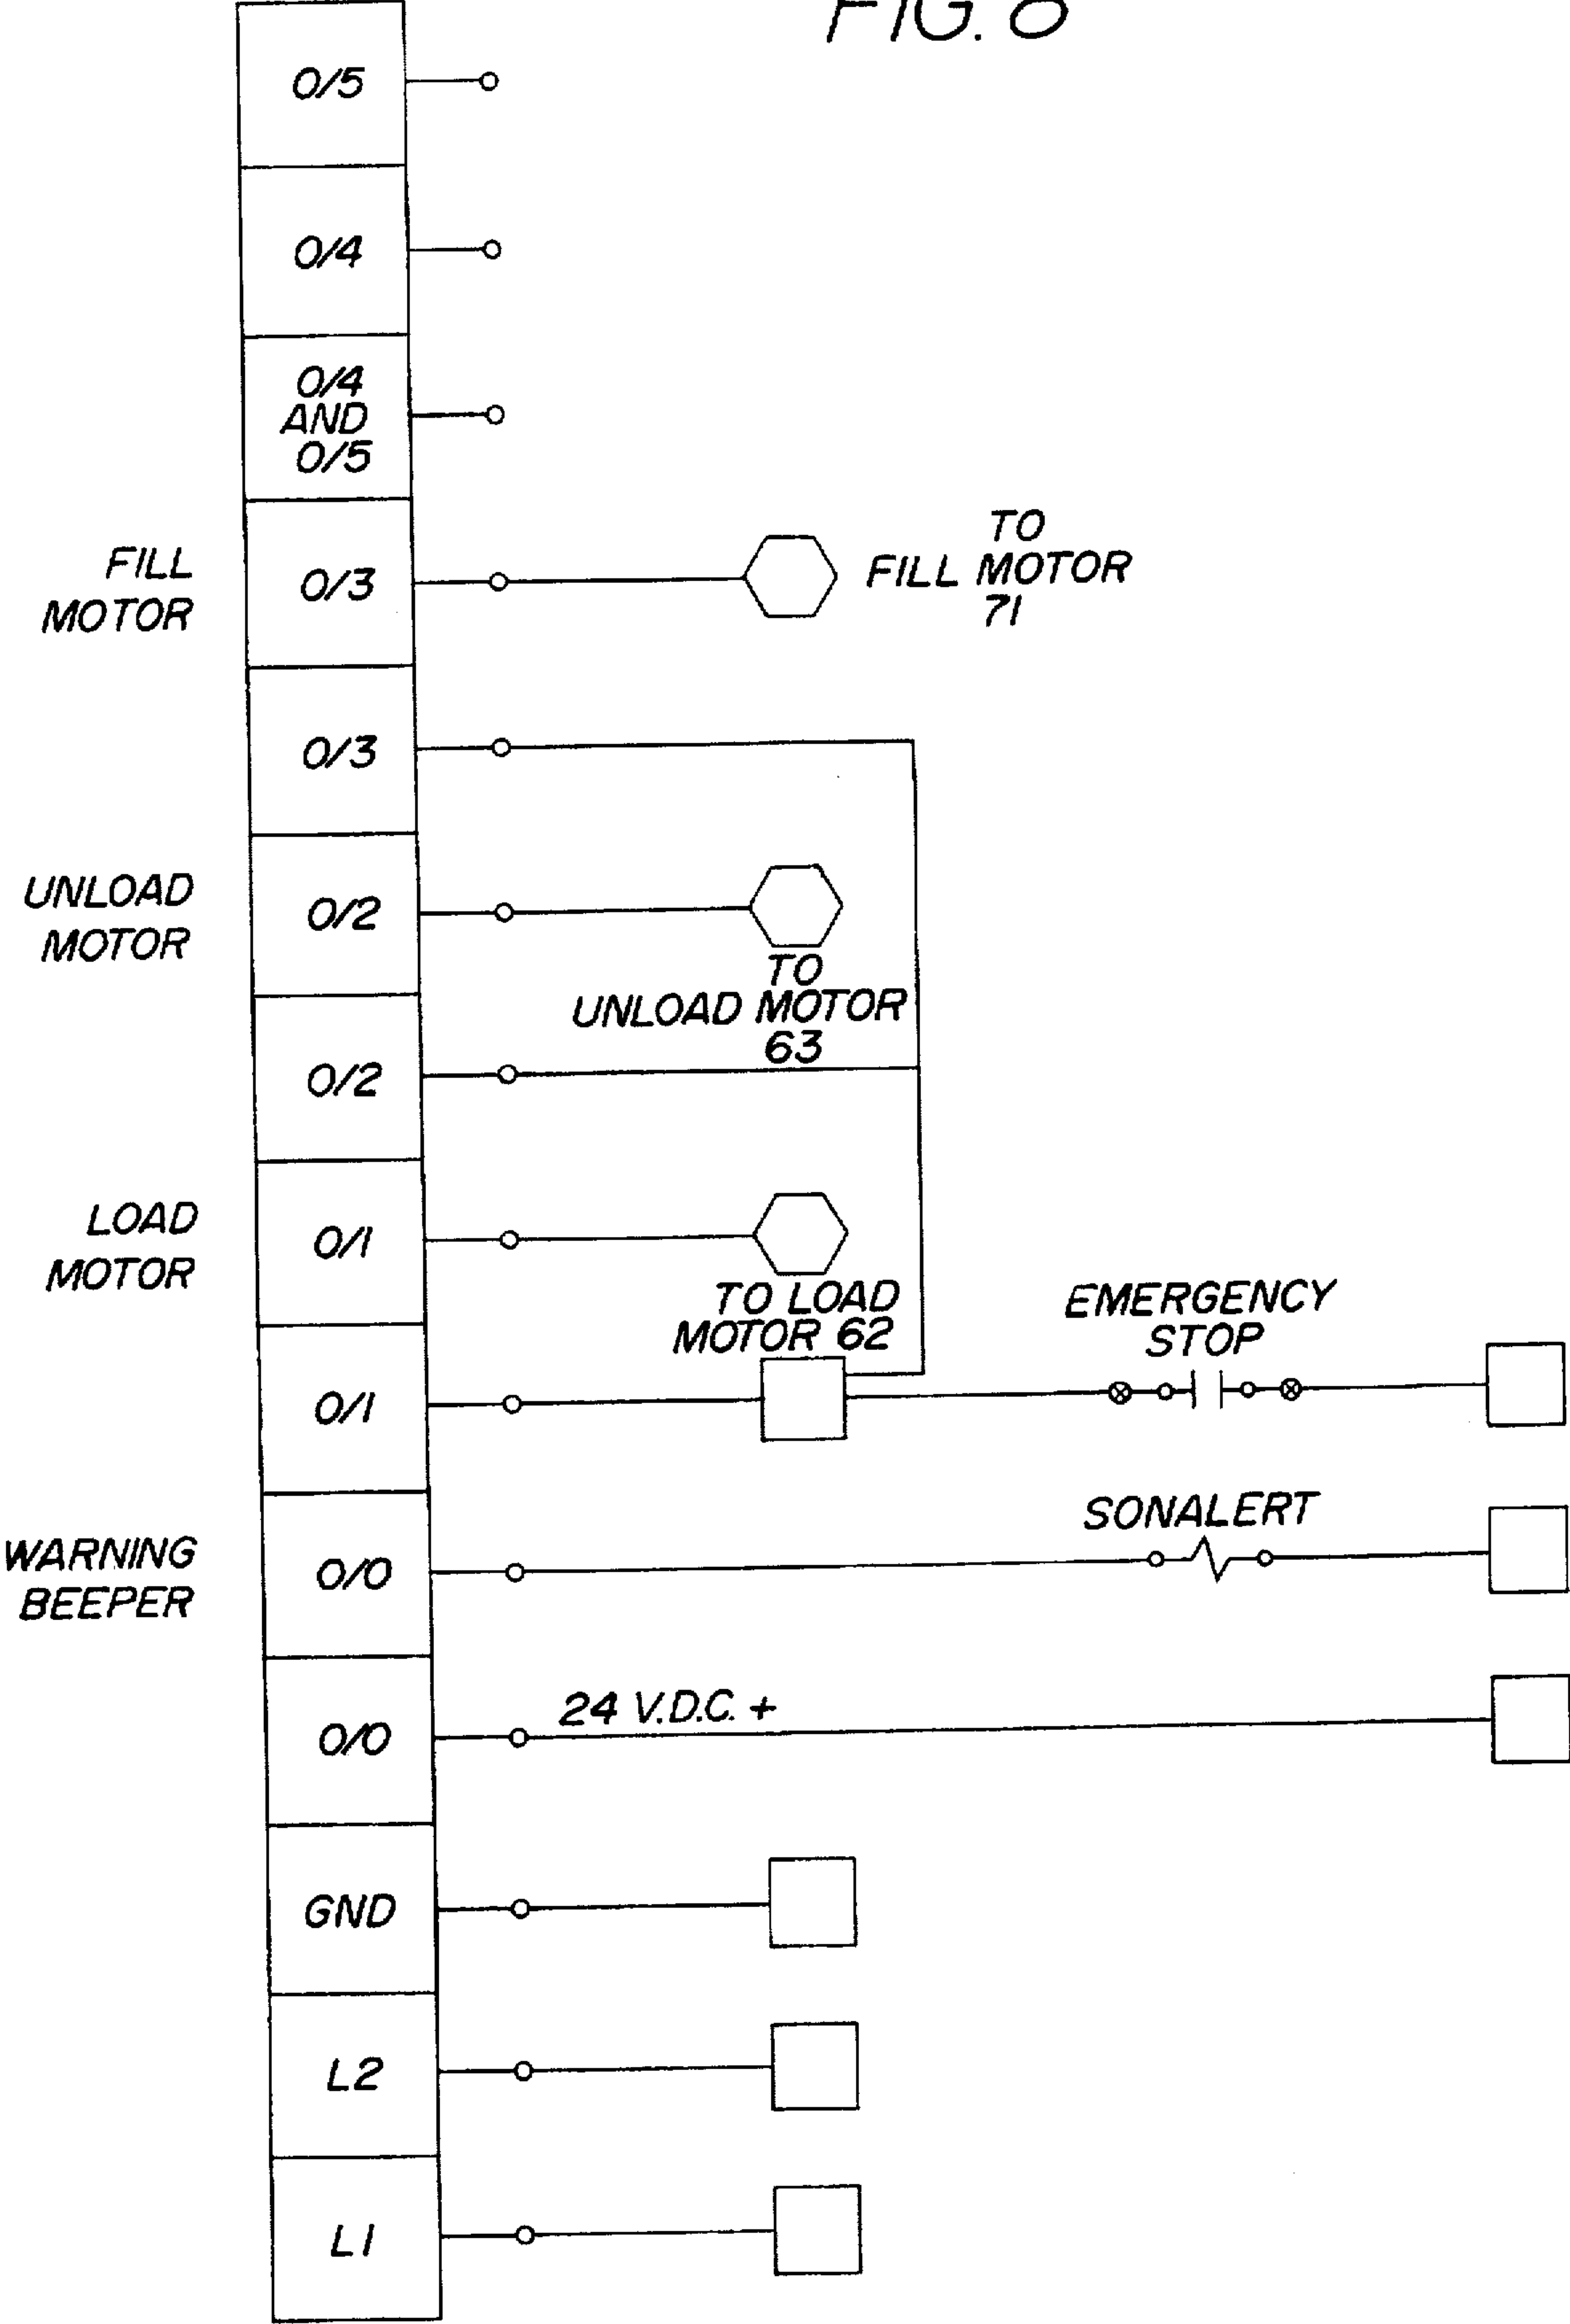 FIG. 8
0/5
0/4
0/4
AND
0/5
FILL
MOTOR
0/3
TO
FILL MOTOR
71
0/3
UNLOAD
MOTOR
0/2
TO
UNLOAD MOTOR
63
0/2
LOAD
MOTOR
0/1
TO LOAD
MOTOR 62
EMERGENCY
STOP
0/1
WARNING
BEEPER
0/0
SONALERT
0/0
24 V.D.C. +
GND
L2
L1